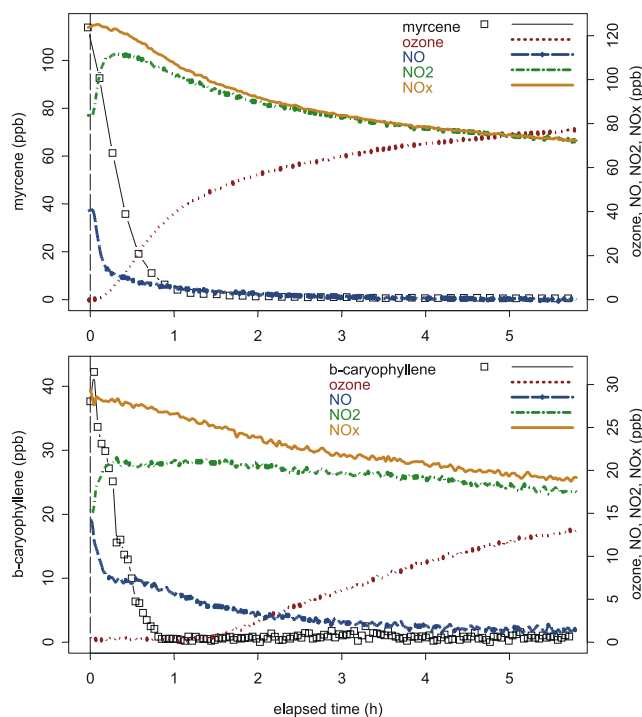 myrcene
ozone
NO
NO2
NOx
myrcene (ppb)
0 20 40 60 80 100
ozone, NO, NO2, NOx (ppb)
0 20 40 60 80 100 120
0 1 2 3 4 5
b-caryophyllene
ozone
NO
NO2
NOx
b-caryophyllene (ppb)
0 10 20 30 40
ozone, NO, NO2, NOx (ppb)
0 5 10 15 20 25 30
0 1 2 3 4 5
elapsed time (h)